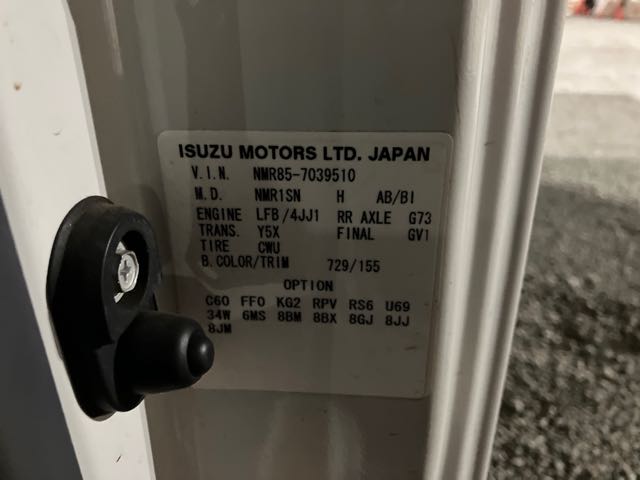 ISUZU MOTORS LTD. JAPAN
V.I.N. NMR85-7039510
M.D. NMR1SN H AB/BI
ENGINE LFB/4JJ1 RR AXLE G73
TRANS. Y5X FINAL GV1
TIRE CWU
B.COLOR/TRIM 729/155
OPTION
C60 FF0 KG2 RPV RS6 U69
34W 6MS 8BM 8BX 8GJ 8JJ
8JM